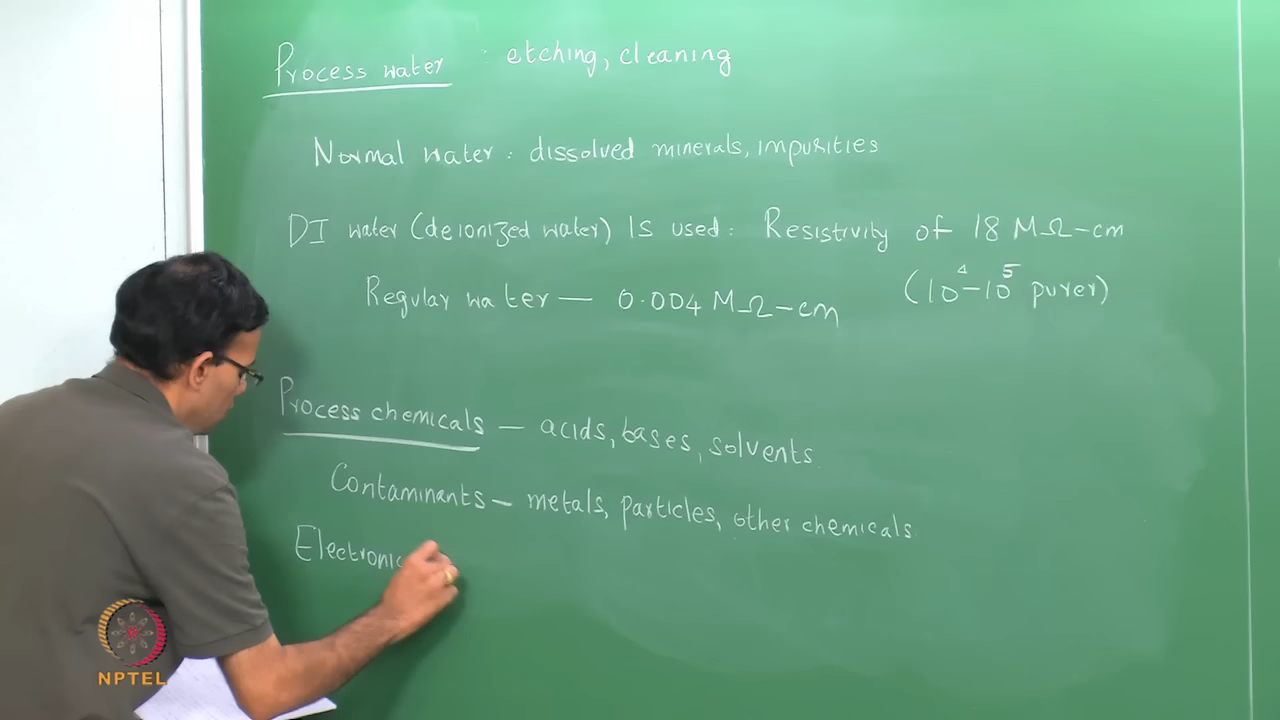 Process water : etching, cleaning
Normal water : dissolved minerals, impurities
DI water (deionized water) is used : Resistivity of 18 MΩ-cm
Regular water — 0.004 MΩ-cm (10⁴-10⁵ purer)
Process chemicals — acids, bases, solvents.
Contaminants — metals, particles, other chemicals.
Electronic
NPTEL